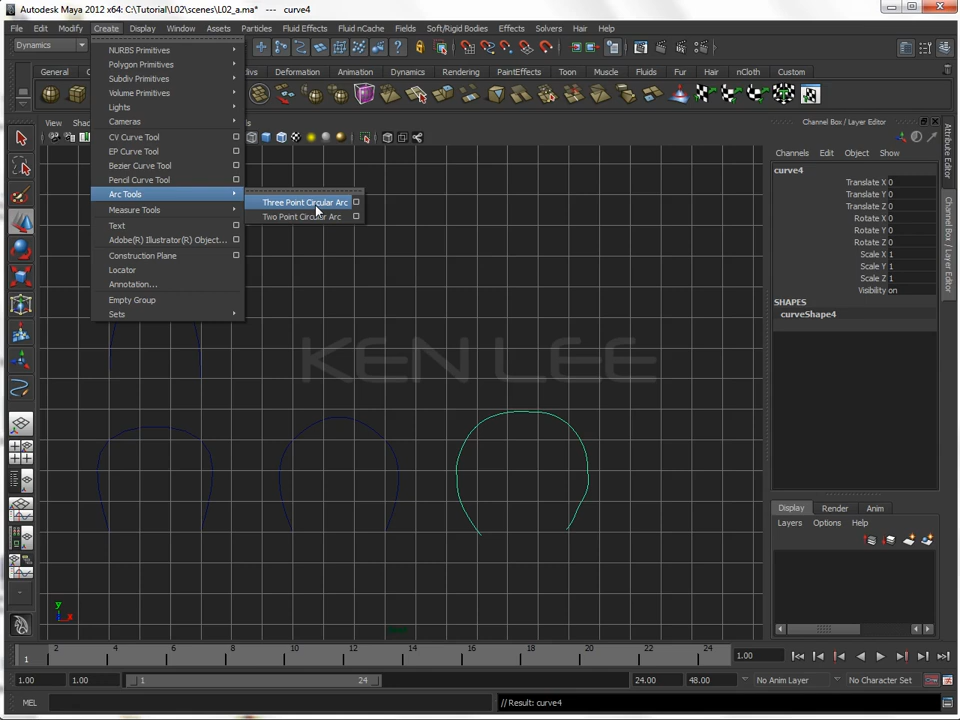 Autodesk Maya 2012 x64: C:\Tutorial\L02\scenes\L02_a.ma* --- curve4
File Edit Modify Create Display Window Assets Particles Fluid Effects Fields Fluid nCache Soft/Rigid Bodies Effects Solvers Hair Help
Dynamics
General Deformation Animation Dynamics Rendering PaintEffects Toon Muscle Fluids Fur Hair nCloth Custom
View
NURBS Primitives
Polygon Primitives
Subdiv Primitives
Volume Primitives
Lights
Cameras
CV Curve Tool
EP Curve Tool
Bezier Curve Tool
Pencil Curve Tool
Arc Tools
Measure Tools
Text
Adobe(R) Illustrator(R) Object...
Construction Plane
Locator
Annotation...
Empty Group
Sets
Three Point Circular Arc
Two Point Circular Arc
KEN LEE
y
x
Channel Box / Layer Editor
Channels Edit Object Show
curve4
Translate X 0
Translate Y 0
Translate Z 0
Rotate X 0
Rotate Y 0
Rotate Z 0
Scale X 1
Scale Y 1
Scale Z 1
Visibility on
SHAPES
curveShape4
Attribute Editor
Channel Box / Layer Editor
Display Render Anim
Layers Options Help
1 2 4 6 8 10 12 14 16 18 20 22 24
1.00
1.00 1.00 1 24 24.00 48.00 No Anim Layer No Character Set
MEL // Result: curve4